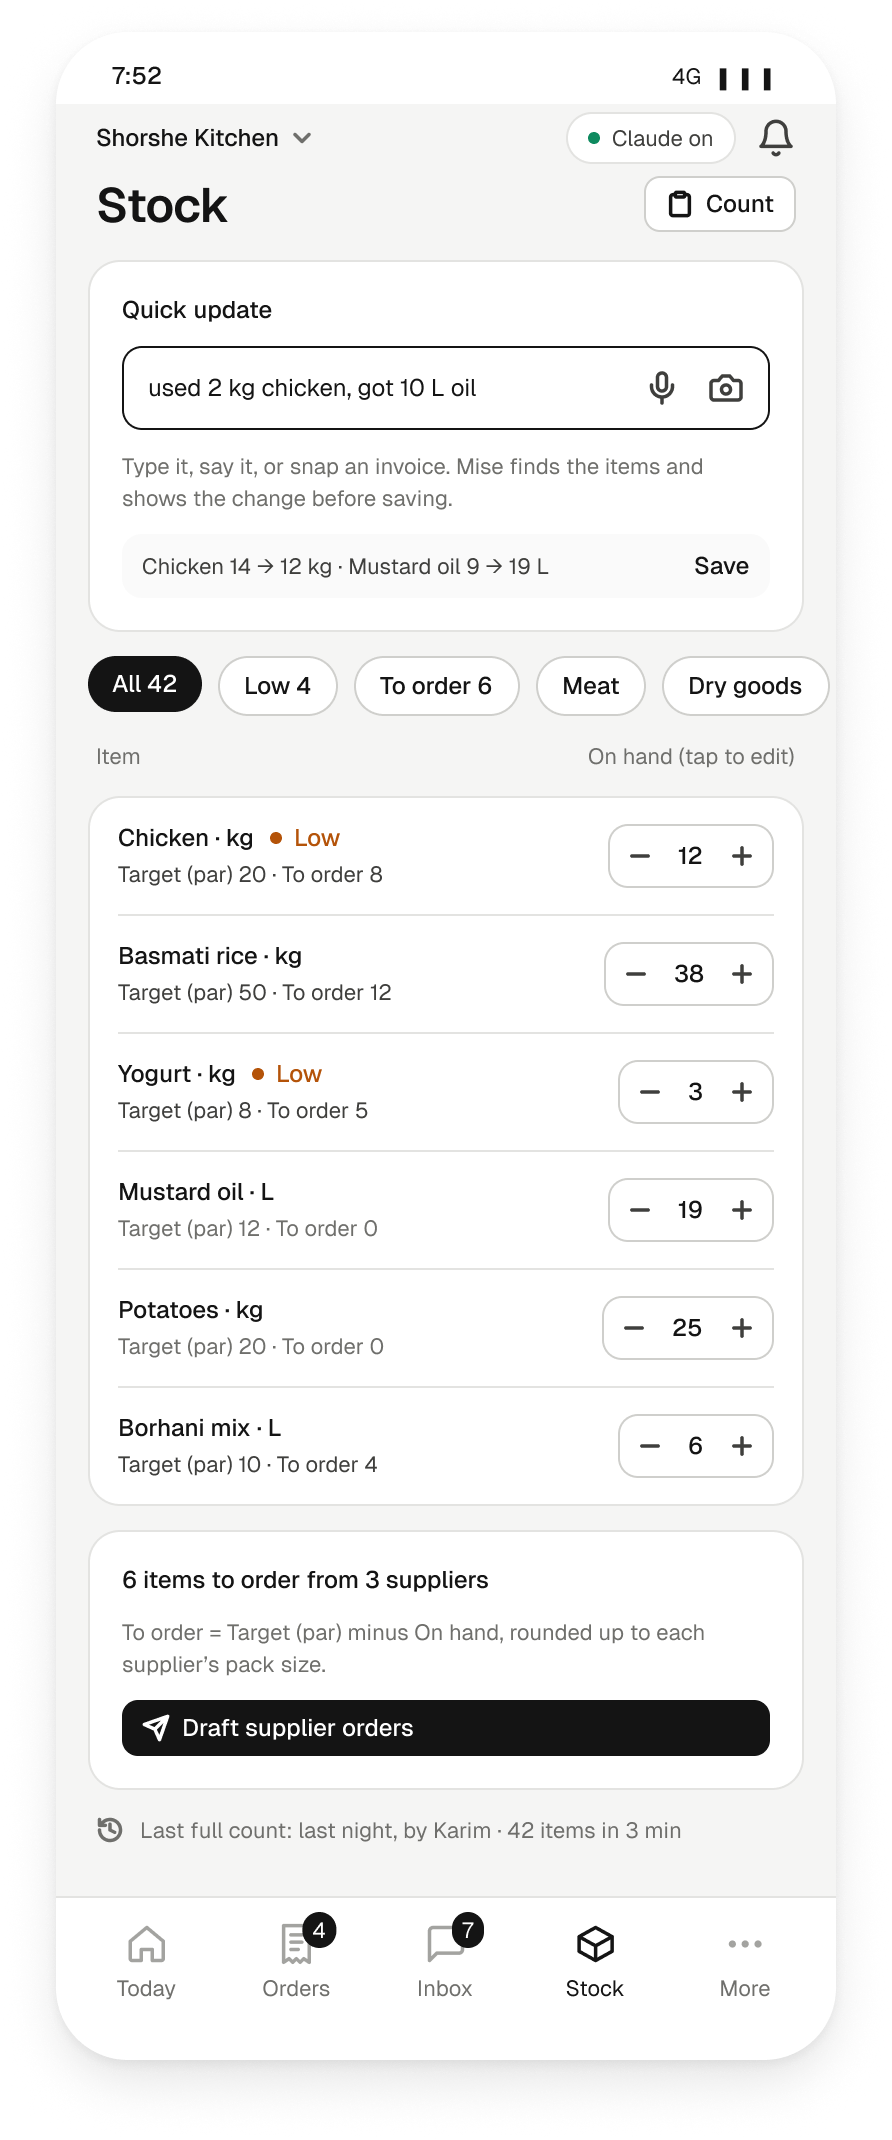 7:52
4G
Shorshe Kitchen
Claude on
Stock
Count
Quick update
used 2 kg chicken, got 10 L oil
Type it, say it, or snap an invoice. Mise finds the items and
shows the change before saving.
Chicken 14 → 12 kg · Mustard oil 9 → 19 L
Save
All 42
Low 4
To order 6
Meat
Dry goods
Item
On hand (tap to edit)
Chicken · kg
Low
Target (par) 20 · To order 8
− 12 +
Basmati rice · kg
Target (par) 50 · To order 12
− 38 +
Yogurt · kg
Low
Target (par) 8 · To order 5
− 3 +
Mustard oil · L
Target (par) 12 · To order 0
− 19 +
Potatoes · kg
Target (par) 20 · To order 0
− 25 +
Borhani mix · L
Target (par) 10 · To order 4
− 6 +
6 items to order from 3 suppliers
To order = Target (par) minus On hand, rounded up to each
supplier’s pack size.
Draft supplier orders
Last full count: last night, by Karim · 42 items in 3 min
4
7
Today
Orders
Inbox
Stock
More